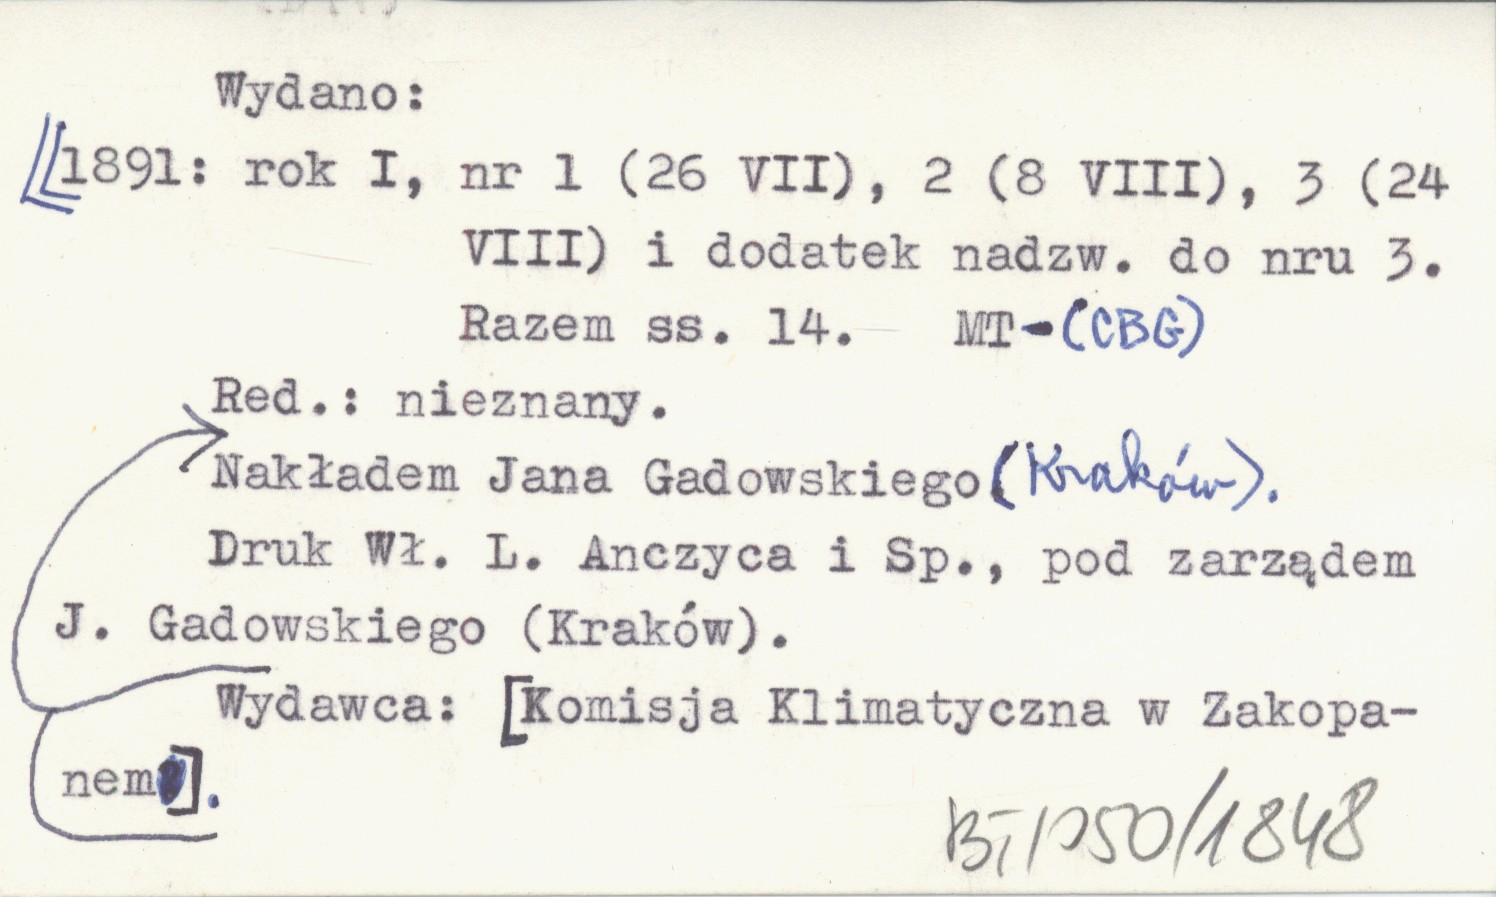 Wydano:
1891: rok I, nr 1 (26 VII), 2 (8 VIII), 3 (24
VIII) i dodatek nadzw. do nru 3.
Razem ss. 14. MT-(CBG)
Red.: nieznany.
Nakładem Jana Gadowskiego (Kraków).
Druk Wł. L. Anczyca i Sp., pod zarządem
J. Gadowskiego (Kraków).
Wydawca: [Komisja Klimatyczna w Zakopa-
nem].
/1848